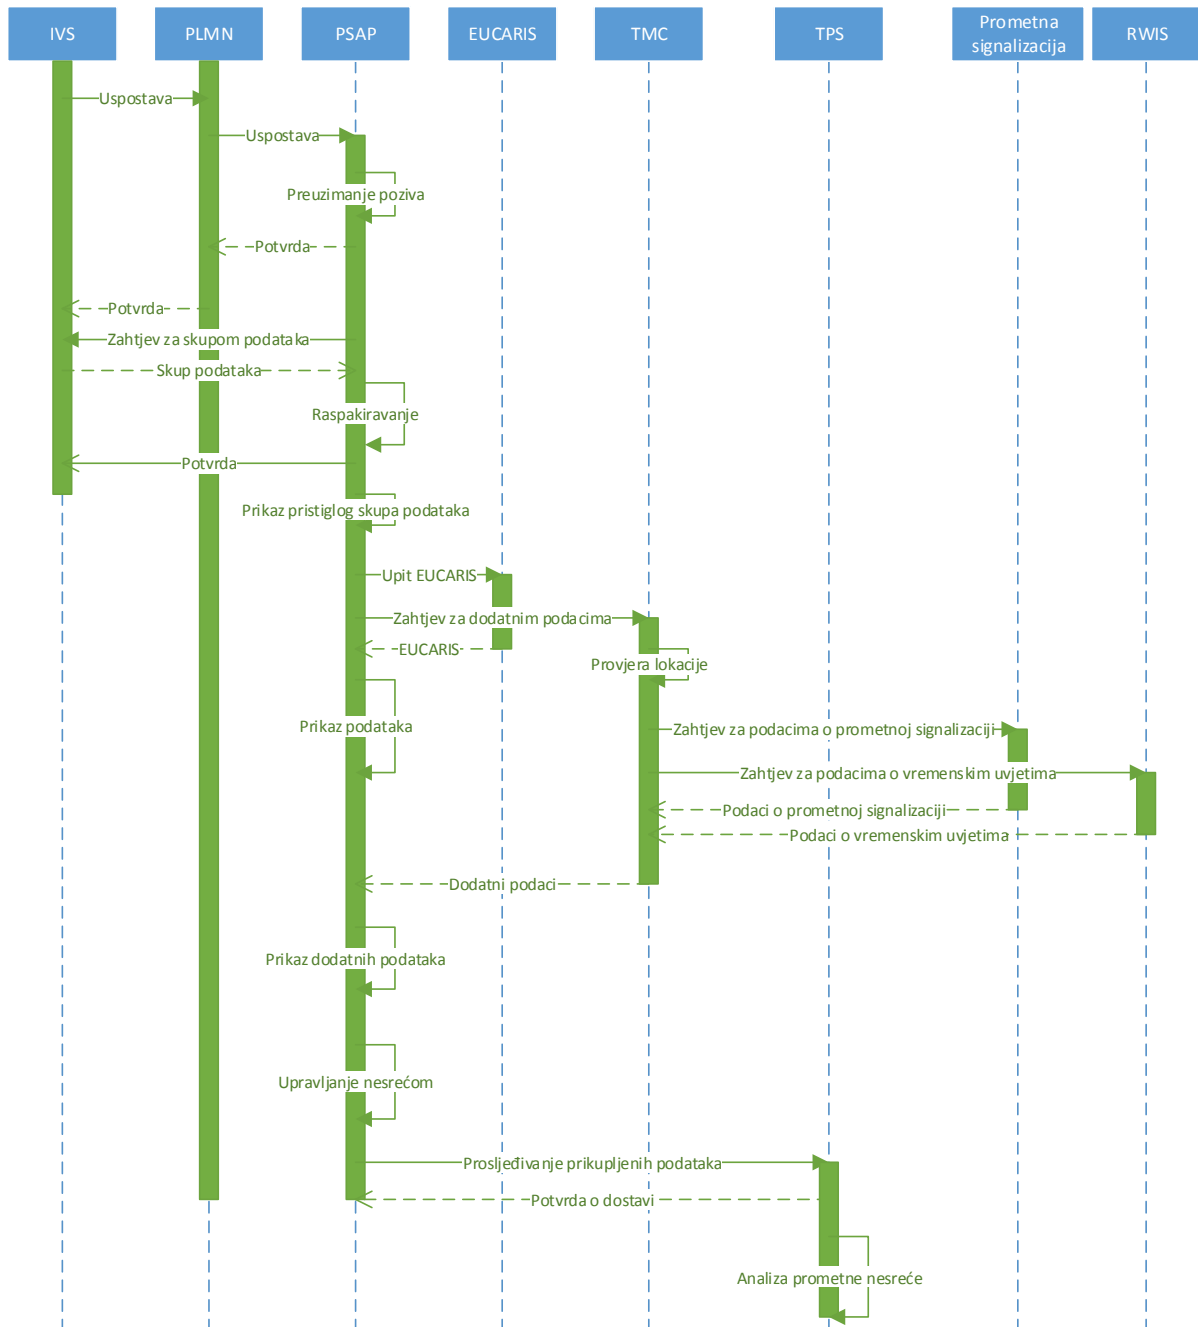 IVS
PLMN
PSAP
EUCARIS
TMC
TPS
Prometna
signalizacija
RWIS
Uspostava
Uspostava
Preuzimanje poziva
Potvrda
Potvrda
Zahtjev za skupom podataka
Skup podataka
Raspakiravanje
Potvrda
Prikaz pristiglog skupa podataka
Upit EUCARIS
Zahtjev za dodatnim podacima
EUCARIS
Provjera lokacije
Prikaz podataka
Zahtjev za podacima o prometnoj signalizaciji
Zahtjev za podacima o vremenskim uvjetima
Podaci o prometnoj signalizaciji
Podaci o vremenskim uvjetima
Dodatni podaci
Prikaz dodatnih podataka
Upravljanje nesrećom
Prosljeđivanje prikupljenih podataka
Potvrda o dostavi
Analiza prometne nesreće